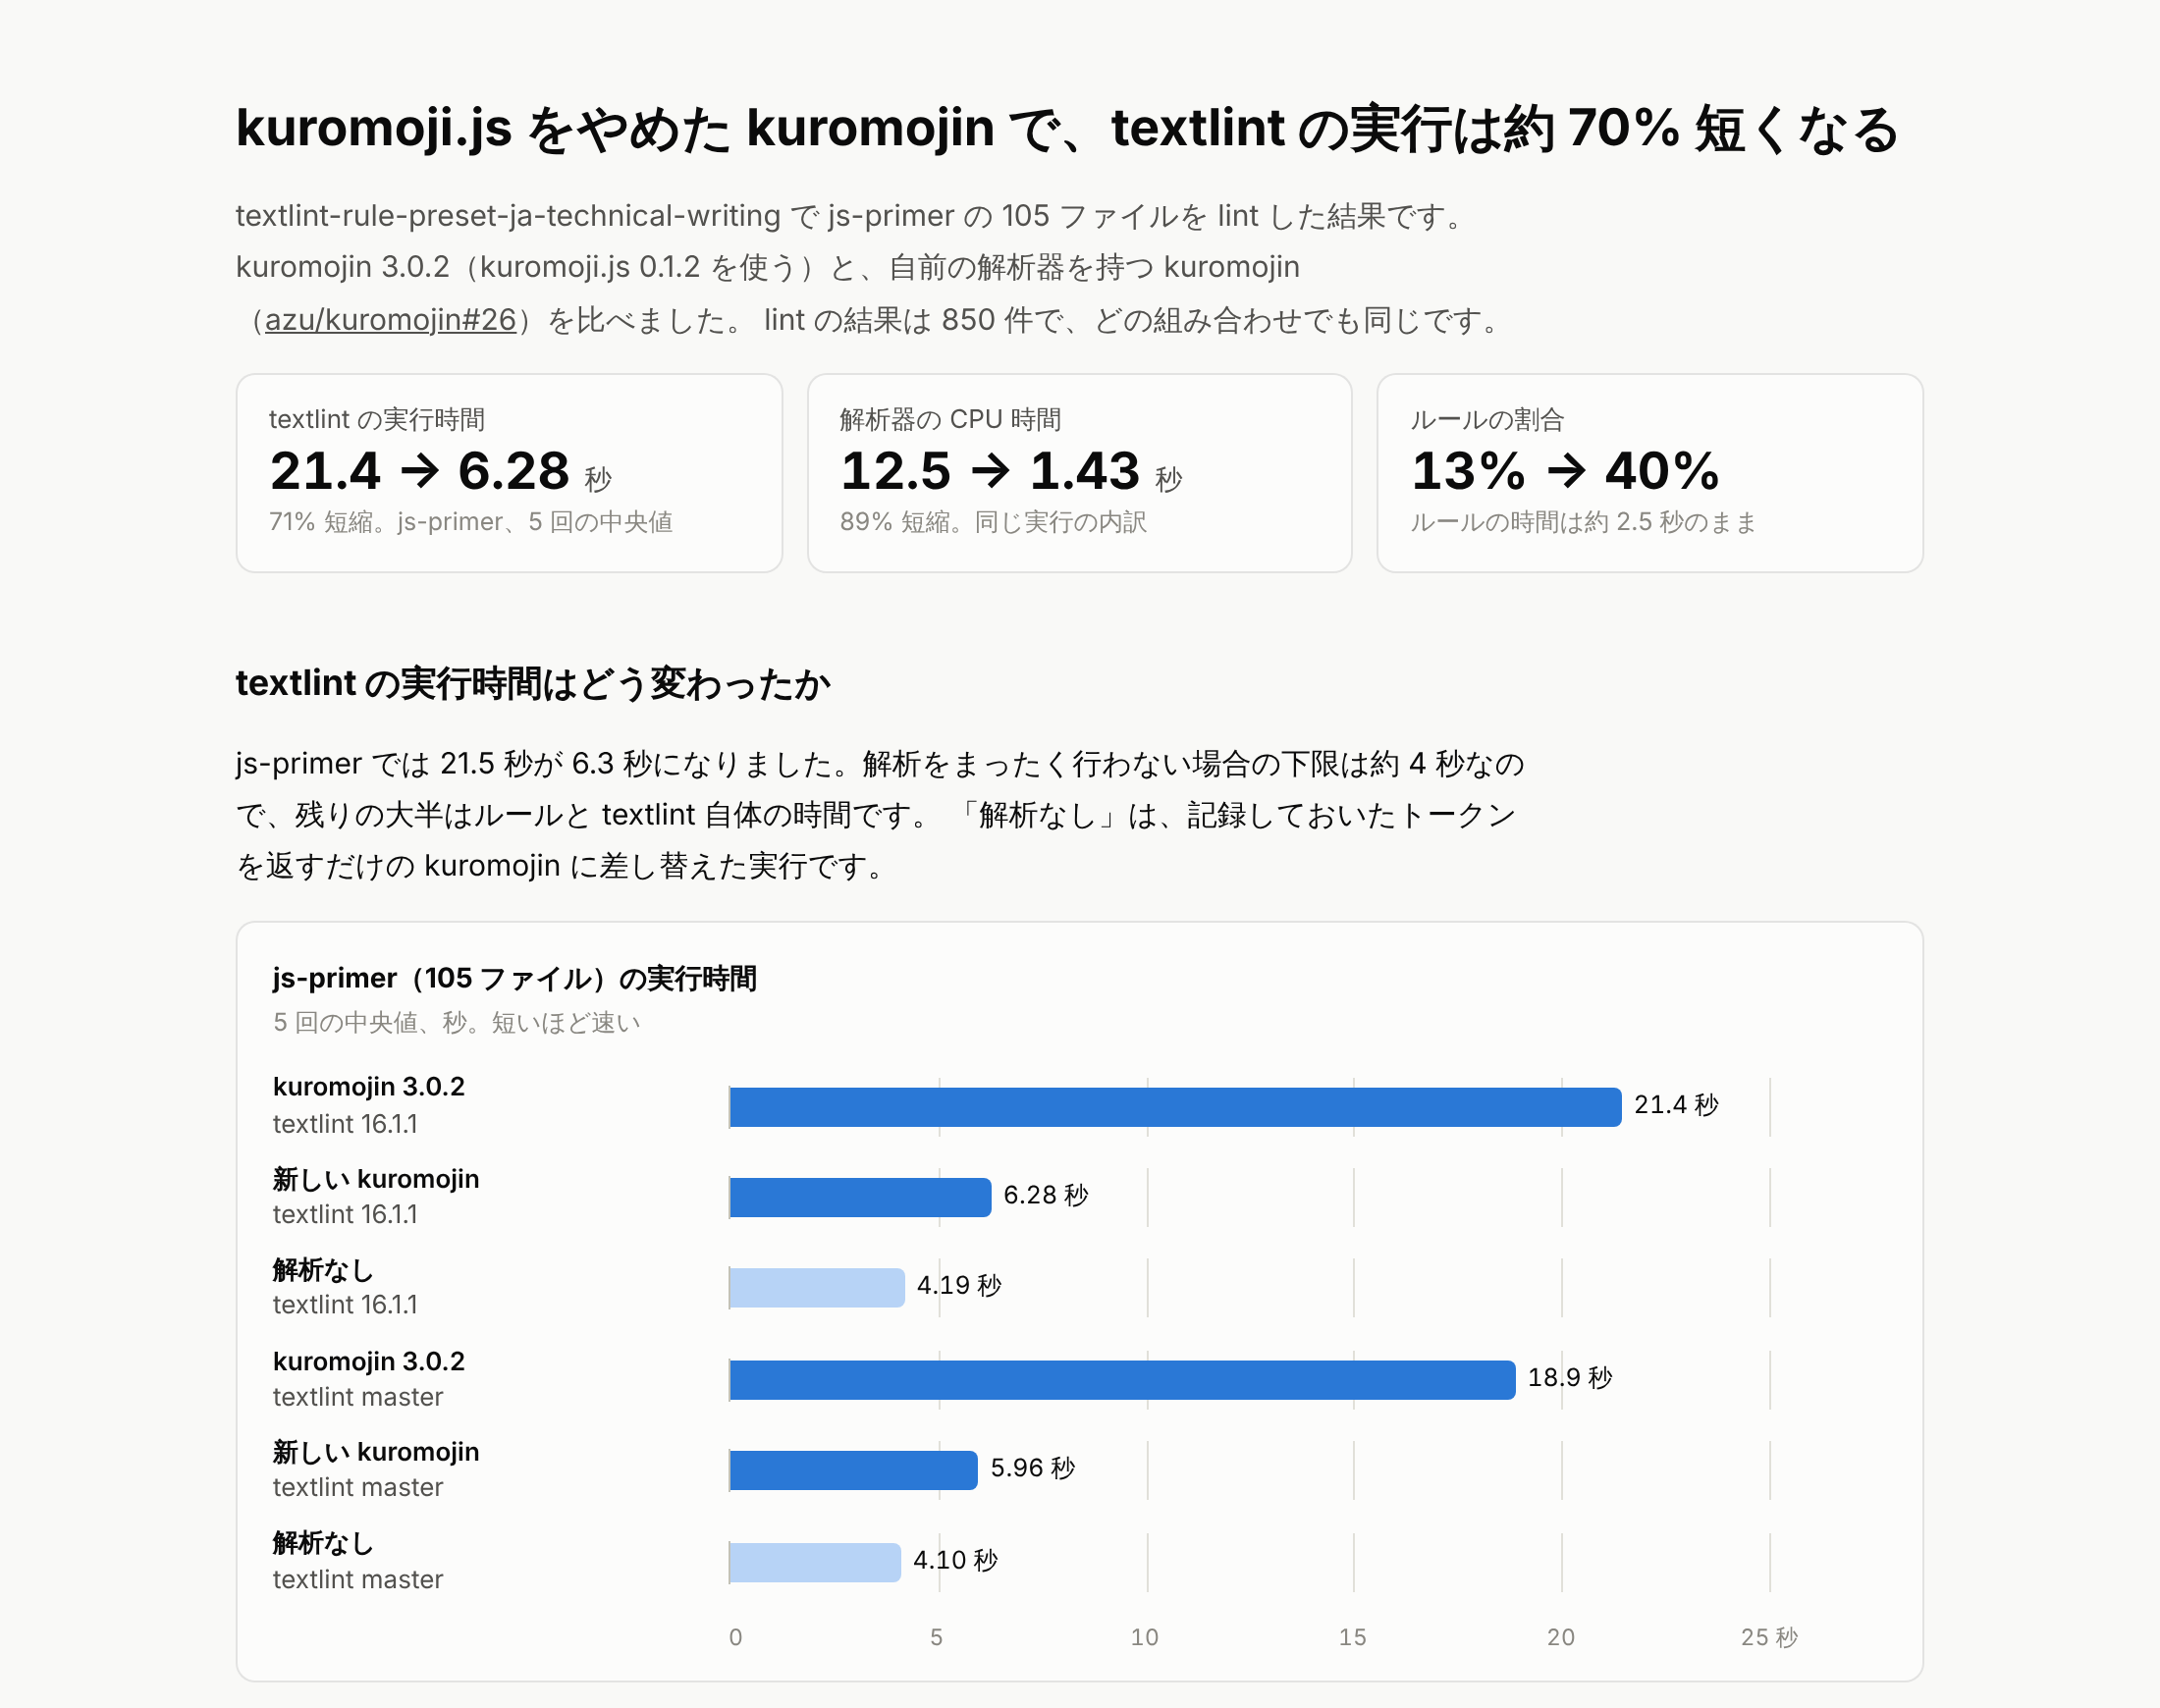 kuromoji.js をやめた kuromojin で、textlint の実行は約 70% 短くなる
textlint-rule-preset-ja-technical-writing で js-primer の 105 ファイルを lint した結果です。
kuromojin 3.0.2（kuromoji.js 0.1.2 を使う）と、自前の解析器を持つ kuromojin
（azu/kuromojin#26）を比べました。 lint の結果は 850 件で、どの組み合わせでも同じです。
textlint の実行時間
21.4 → 6.28 秒
71% 短縮。js-primer、5 回の中央値
解析器の CPU 時間
12.5 → 1.43 秒
89% 短縮。同じ実行の内訳
ルールの割合
13% → 40%
ルールの時間は約 2.5 秒のまま
textlint の実行時間はどう変わったか
js-primer では 21.5 秒が 6.3 秒になりました。解析をまったく行わない場合の下限は約 4 秒なの
で、残りの大半はルールと textlint 自体の時間です。 「解析なし」は、記録しておいたトークン
を返すだけの kuromojin に差し替えた実行です。
js-primer（105 ファイル）の実行時間
5 回の中央値、秒。短いほど速い
kuromojin 3.0.2
textlint 16.1.1
21.4 秒
新しい kuromojin
textlint 16.1.1
6.28 秒
解析なし
textlint 16.1.1
4.19 秒
kuromojin 3.0.2
textlint master
18.9 秒
新しい kuromojin
textlint master
5.96 秒
解析なし
textlint master
4.10 秒
0 5 10 15 20 25 秒